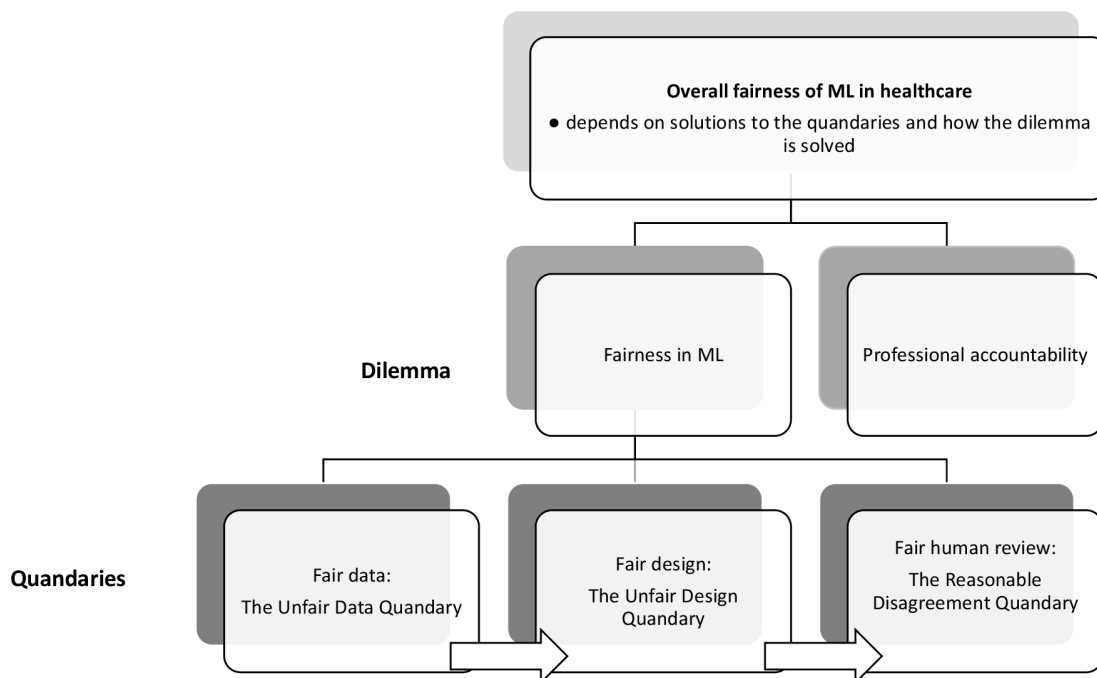 Overall fairness of ML in healthcare
● depends on solutions to the quandaries and how the dilemma
is solved
Dilemma
Fairness in ML
Professional accountability
Quandaries
Fair data:
The Unfair Data Quandary
Fair design:
The Unfair Design
Quandary
Fair human review:
The Reasonable
Disagreement Quandary